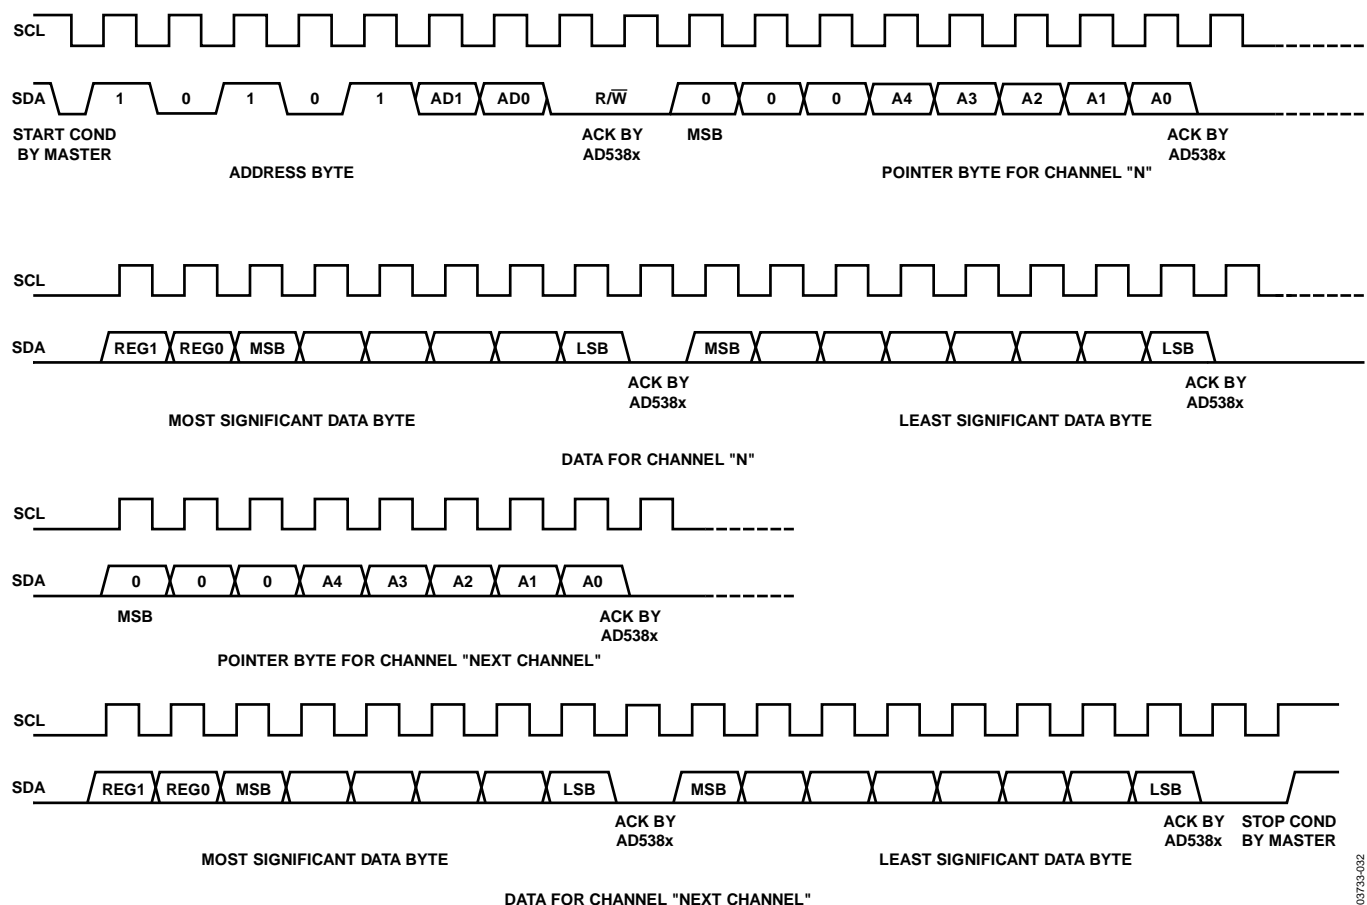 SCL
SDA 1 0 1 0 1 AD1 AD0 R/W̅ 0 0 0 A4 A3 A2 A1 A0
START COND BY MASTER
ACK BY AD538x
MSB
ACK BY AD538x
ADDRESS BYTE
POINTER BYTE FOR CHANNEL "N"
SCL
SDA REG1 REG0 MSB LSB MSB LSB
ACK BY AD538x
ACK BY AD538x
MOST SIGNIFICANT DATA BYTE
LEAST SIGNIFICANT DATA BYTE
DATA FOR CHANNEL "N"
SCL
SDA 0 0 0 A4 A3 A2 A1 A0
MSB
ACK BY AD538x
POINTER BYTE FOR CHANNEL "NEXT CHANNEL"
SCL
SDA REG1 REG0 MSB LSB MSB LSB
ACK BY AD538x
ACK BY AD538x
STOP COND BY MASTER
MOST SIGNIFICANT DATA BYTE
LEAST SIGNIFICANT DATA BYTE
DATA FOR CHANNEL "NEXT CHANNEL"
03733-032